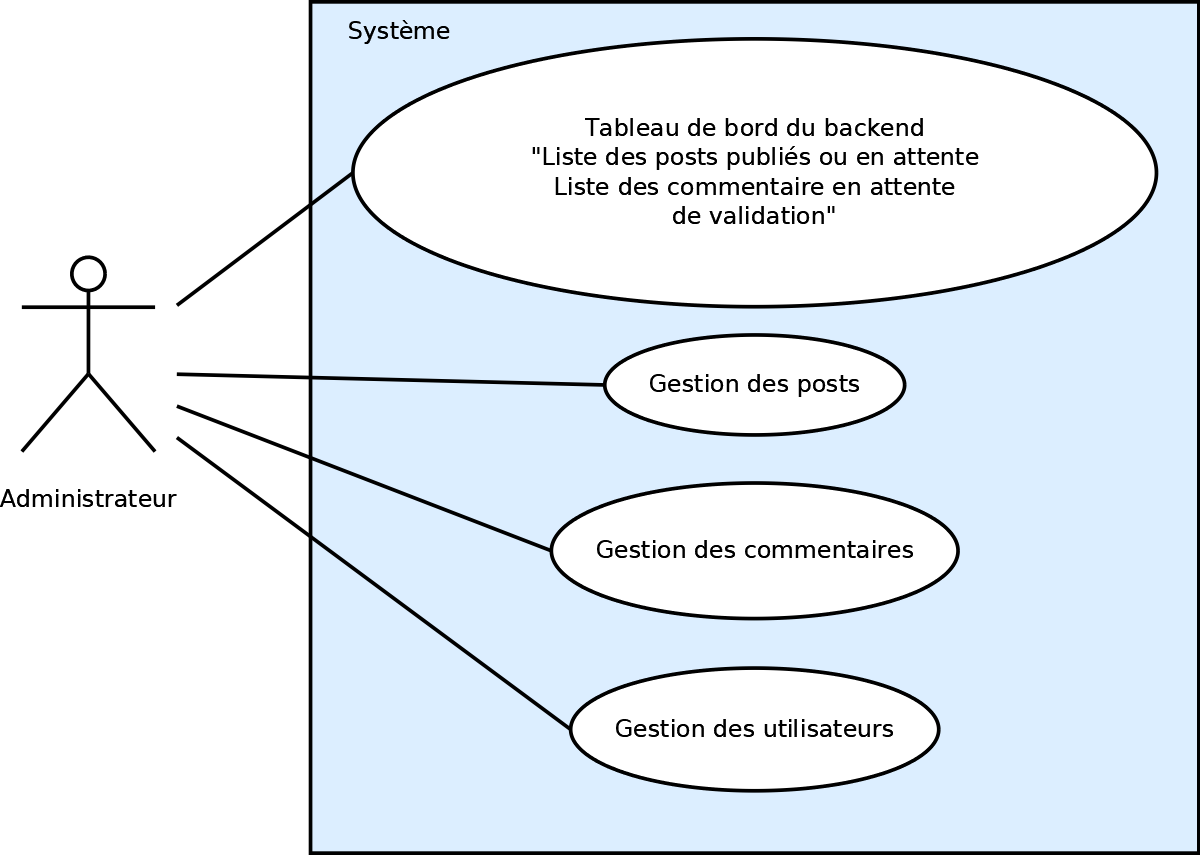 Système
Tableau de bord du backend
"Liste des posts publiés ou en attente
Liste des commentaire en attente
de validation"
Gestion des posts
Administrateur
Gestion des commentaires
Gestion des utilisateurs